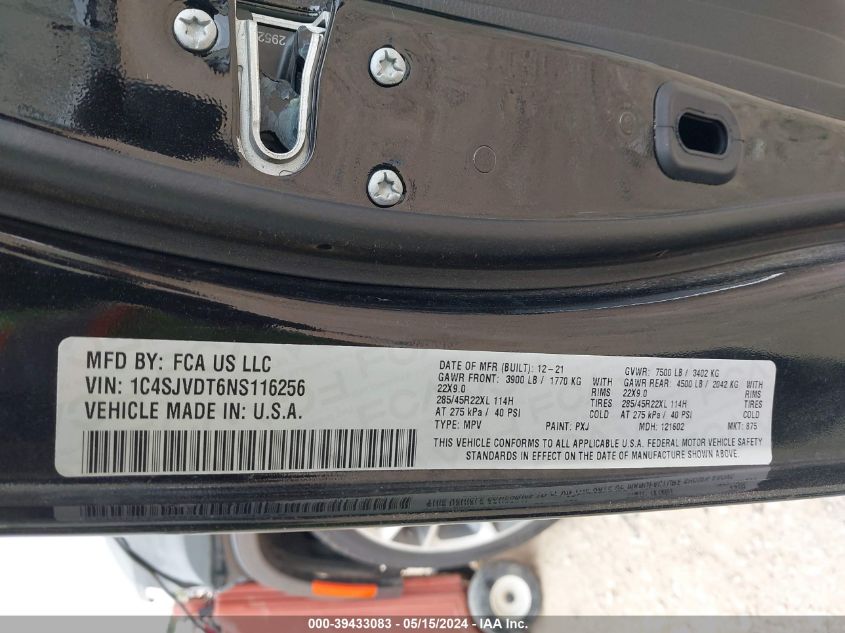 2952
MFD BY: FCA US LLC
VIN: 1C4SJVDT6NS116256
VEHICLE MADE IN: U.S.A.
DATE OF MFR (BUILT): 12-21 GVWR: 7500 LB / 3402 KG
GAWR FRONT: 3900 LB / 1770 KG WITH GAWR REAR: 4500 LB / 2042 KG WITH
22X9.0 RIMS 22X9.0 RIMS
285/45R22XL 114H TIRES 285/45R22XL 114H TIRES
AT 275 kPa / 40 PSI COLD AT 275 kPa / 40 PSI COLD
TYPE: MPV PAINT: PXJ MDH: 121602 MKT: 875
THIS VEHICLE CONFORMS TO ALL APPLICABLE U.S.A. FEDERAL MOTOR VEHICLE SAFETY
STANDARDS IN EFFECT ON THE DATE OF MANUFACTURE SHOWN ABOVE.
000-39433083 - 05/15/2024 - IAA Inc.